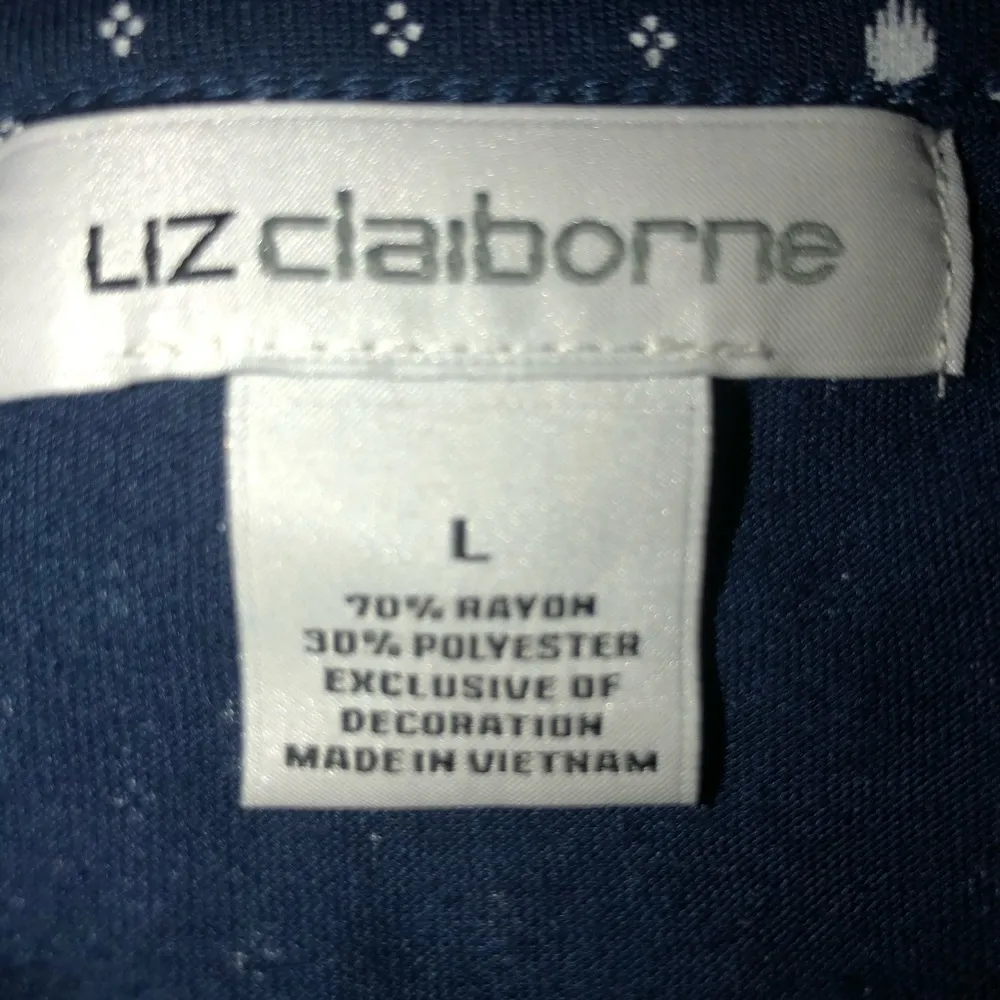 LIZ claiborne
L
70% RAYON
30% POLYESTER
EXCLUSIVE OF
DECORATION
MADE IN VIETNAM